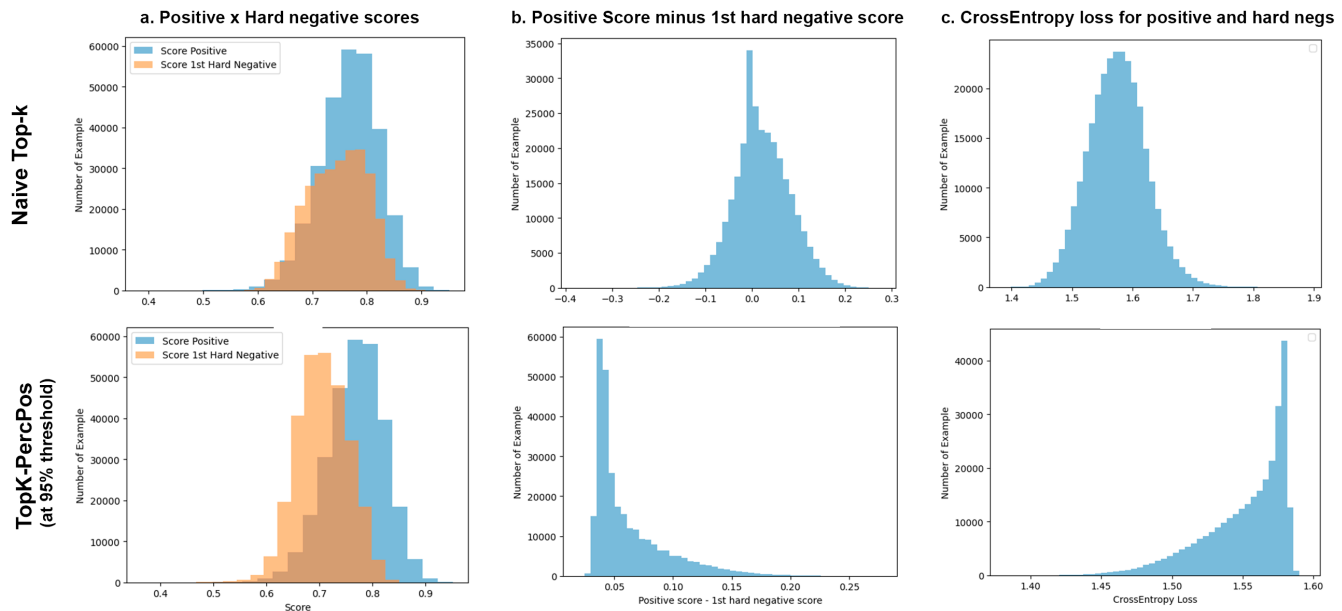 a. Positive x Hard negative scores
b. Positive Score minus 1st hard negative score
c. CrossEntropy loss for positive and hard negs
Naive Top-k
Number of Example
60000
50000
40000
30000
20000
10000
0
Score Positive
Score 1st Hard Negative
0.4 0.5 0.6 0.7 0.8 0.9
Number of Example
35000
30000
25000
20000
15000
10000
5000
0
−0.4 −0.3 −0.2 −0.1 0.0 0.1 0.2 0.3
Number of Example
20000
15000
10000
5000
0
1.4 1.5 1.6 1.7 1.8 1.9
TopK-PercPos
(at 95% threshold)
Number of Example
60000
50000
40000
30000
20000
10000
0
Score Positive
Score 1st Hard Negative
0.4 0.5 0.6 0.7 0.8 0.9
Score
Number of Example
60000
50000
40000
30000
20000
10000
0
0.05 0.10 0.15 0.20 0.25
Positive score - 1st hard negative score
Number of Example
40000
30000
20000
10000
0
1.40 1.45 1.50 1.55 1.60
CrossEntropy Loss